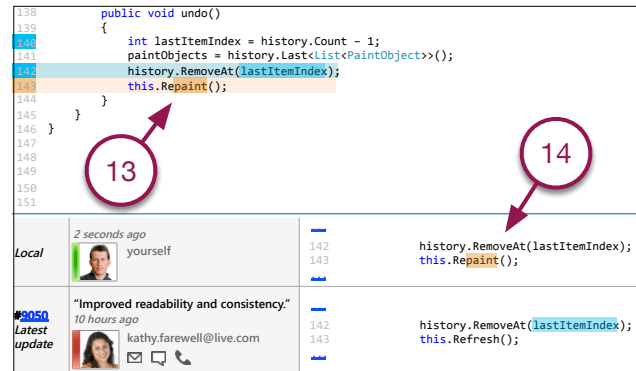 138 public void undo()
139 {
140 int lastItemIndex = history.Count - 1;
141 paintObjects = history.Last<List<PaintObject>>();
142 history.RemoveAt(lastItemIndex);
143 this.Repaint();
144 }
145 }
146 }
147
148
149
150
151
13
14
Local
2 seconds ago
yourself
142 history.RemoveAt(lastItemIndex);
143 this.Repaint();
...
#9050
Latest
update
“Improved readability and consistency.”
10 hours ago
kathy.farewell@live.com
142 history.RemoveAt(lastItemIndex);
143 this.Refresh();